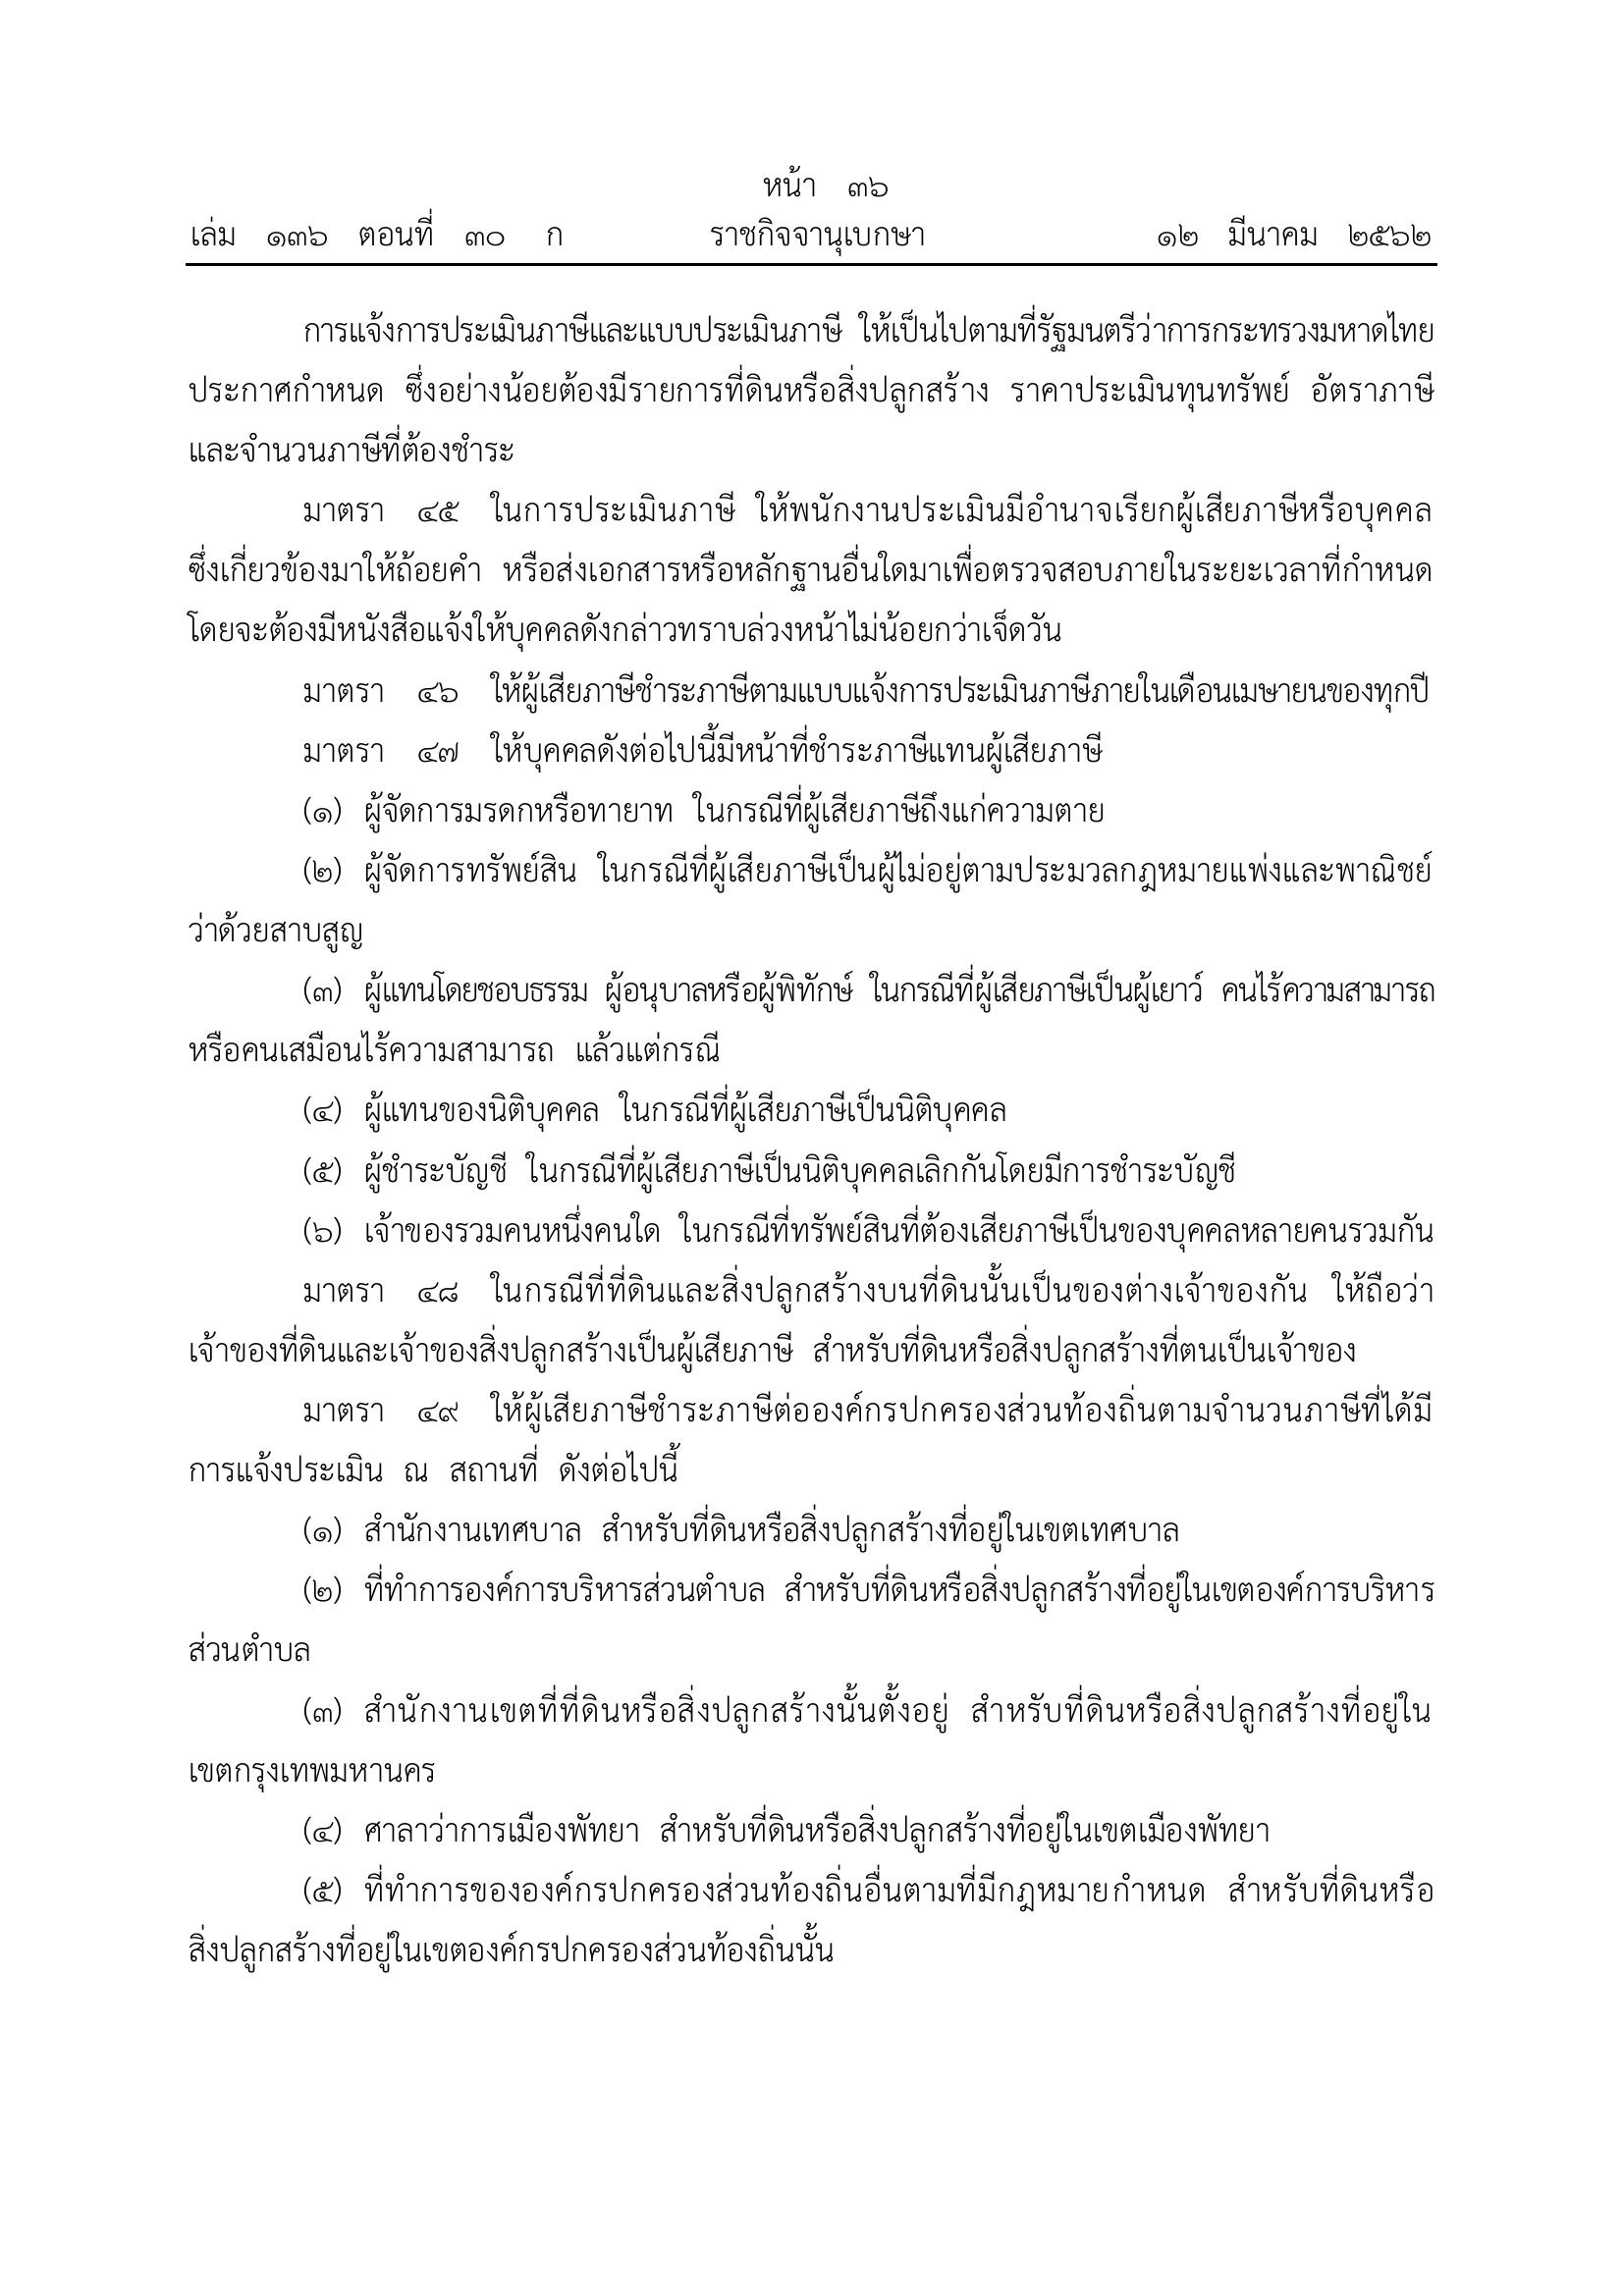 หน้า ๓๖
เล่ม ๑๓๖ ตอนที่ ๓๐ ก ราชกิจจานุเบกษา ๑๒ มีนาคม ๒๕๖๒
การแจ้งการประเมินภาษีและแบบประเมินภาษี ให้เป็นไปตามที่รัฐมนตรีว่าการกระทรวงมหาดไทย
ประกาศกำหนด ซึ่งอย่างน้อยต้องมีรายการที่ดินหรือสิ่งปลูกสร้าง ราคาประเมินทุนทรัพย์ อัตราภาษี
และจำนวนภาษีที่ต้องชำระ
มาตรา ๔๕ ในการประเมินภาษี ให้พนักงานประเมินมีอำนาจเรียกผู้เสียภาษีหรือบุคคล
ซึ่งเกี่ยวข้องมาให้ถ้อยคำ หรือส่งเอกสารหรือหลักฐานอื่นใดมาเพื่อตรวจสอบภายในระยะเวลาที่กำหนด
โดยจะต้องมีหนังสือแจ้งให้บุคคลดังกล่าวทราบล่วงหน้าไม่น้อยกว่าเจ็ดวัน
มาตรา ๔๖ ให้ผู้เสียภาษีชำระภาษีตามแบบแจ้งการประเมินภาษีภายในเดือนเมษายนของทุกปี
มาตรา ๔๗ ให้บุคคลดังต่อไปนี้มีหน้าที่ชำระภาษีแทนผู้เสียภาษี
(๑) ผู้จัดการมรดกหรือทายาท ในกรณีที่ผู้เสียภาษีถึงแก่ความตาย
(๒) ผู้จัดการทรัพย์สิน ในกรณีที่ผู้เสียภาษีเป็นผู้ไม่อยู่ตามประมวลกฎหมายแพ่งและพาณิชย์
ว่าด้วยสาบสูญ
(๓) ผู้แทนโดยชอบธรรม ผู้อนุบาลหรือผู้พิทักษ์ ในกรณีที่ผู้เสียภาษีเป็นผู้เยาว์ คนไร้ความสามารถ
หรือคนเสมือนไร้ความสามารถ แล้วแต่กรณี
(๔) ผู้แทนของนิติบุคคล ในกรณีที่ผู้เสียภาษีเป็นนิติบุคคล
(๕) ผู้ชำระบัญชี ในกรณีที่ผู้เสียภาษีเป็นนิติบุคคลเลิกกันโดยมีการชำระบัญชี
(๖) เจ้าของรวมคนหนึ่งคนใด ในกรณีที่ทรัพย์สินที่ต้องเสียภาษีเป็นของบุคคลหลายคนรวมกัน
มาตรา ๔๘ ในกรณีที่ที่ดินและสิ่งปลูกสร้างบนที่ดินนั้นเป็นของต่างเจ้าของกัน ให้ถือว่า
เจ้าของที่ดินและเจ้าของสิ่งปลูกสร้างเป็นผู้เสียภาษี สำหรับที่ดินหรือสิ่งปลูกสร้างที่ตนเป็นเจ้าของ
มาตรา ๔๙ ให้ผู้เสียภาษีชำระภาษีต่อองค์กรปกครองส่วนท้องถิ่นตามจำนวนภาษีที่ได้มี
การแจ้งประเมิน ณ สถานที่ ดังต่อไปนี้
(๑) สำนักงานเทศบาล สำหรับที่ดินหรือสิ่งปลูกสร้างที่อยู่ในเขตเทศบาล
(๒) ที่ทำการองค์การบริหารส่วนตำบล สำหรับที่ดินหรือสิ่งปลูกสร้างที่อยู่ในเขตองค์การบริหาร
ส่วนตำบล
(๓) สำนักงานเขตที่ที่ดินหรือสิ่งปลูกสร้างนั้นตั้งอยู่ สำหรับที่ดินหรือสิ่งปลูกสร้างที่อยู่ใน
เขตกรุงเทพมหานคร
(๔) ศาลาว่าการเมืองพัทยา สำหรับที่ดินหรือสิ่งปลูกสร้างที่อยู่ในเขตเมืองพัทยา
(๕) ที่ทำการขององค์กรปกครองส่วนท้องถิ่นอื่นตามที่มีกฎหมายกำหนด สำหรับที่ดินหรือ
สิ่งปลูกสร้างที่อยู่ในเขตองค์กรปกครองส่วนท้องถิ่นนั้น